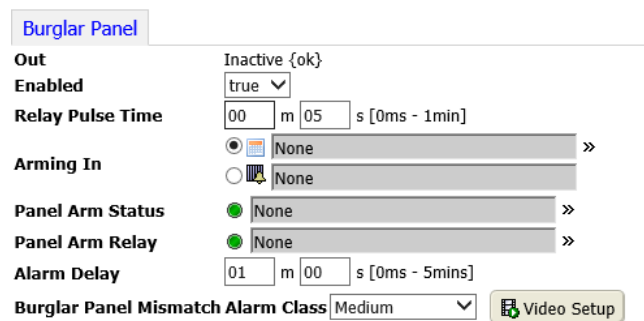 Burglar Panel
Out Inactive {ok}
Enabled true
Relay Pulse Time 00 m 05 s [0ms - 1min]
Arming In None »
None
Panel Arm Status None »
Panel Arm Relay None »
Alarm Delay 01 m 00 s [0ms - 5mins]
Burglar Panel Mismatch Alarm Class Medium Video Setup